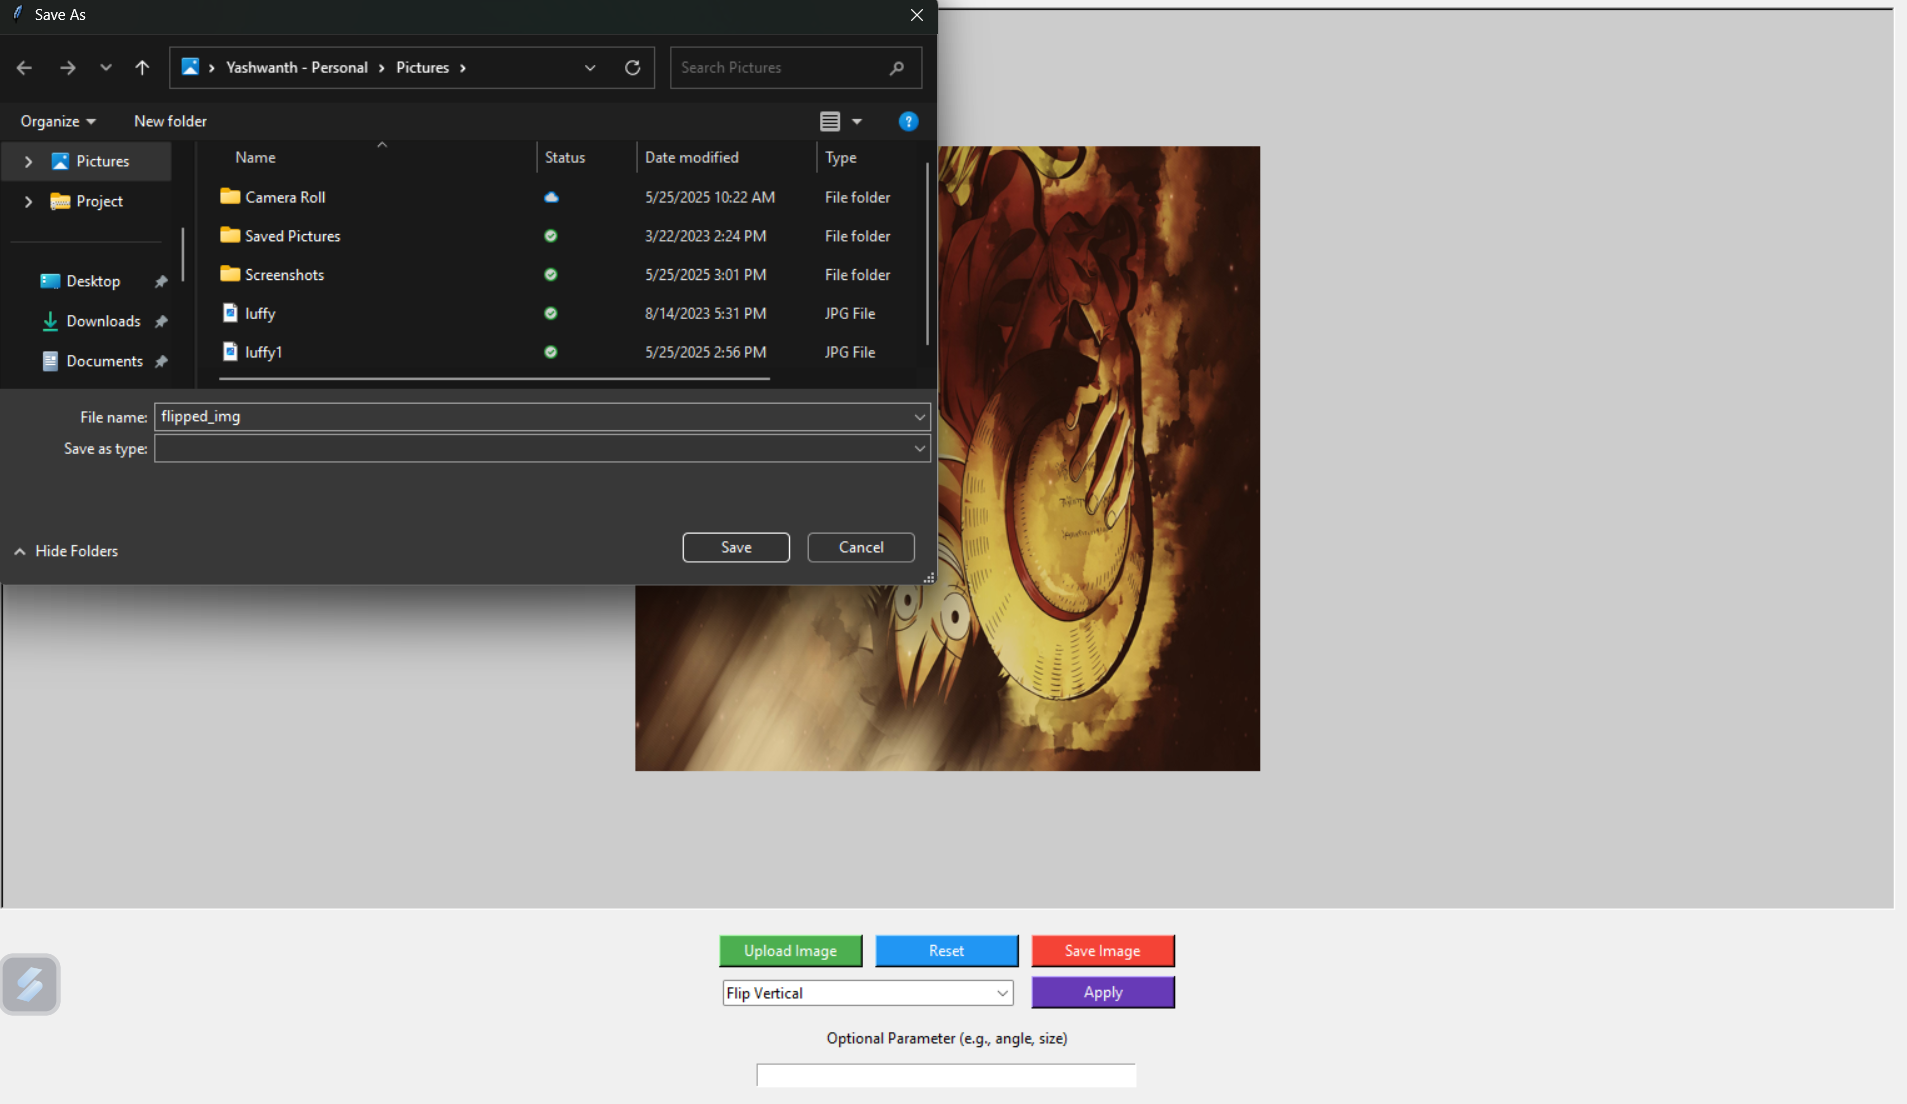 Save As
Yashwanth - Personal > Pictures >
Search Pictures
Organize
New folder
Pictures
Project
Desktop
Downloads
Documents
Name Status Date modified Type
Camera Roll 5/25/2025 10:22 AM File folder
Saved Pictures 3/22/2023 2:24 PM File folder
Screenshots 5/25/2025 3:01 PM File folder
luffy 8/14/2023 5:31 PM JPG File
luffy1 5/25/2025 2:56 PM JPG File
File name: flipped_img
Save as type:
Hide Folders
Save
Cancel
Upload Image
Reset
Save Image
Flip Vertical
Apply
Optional Parameter (e.g., angle, size)